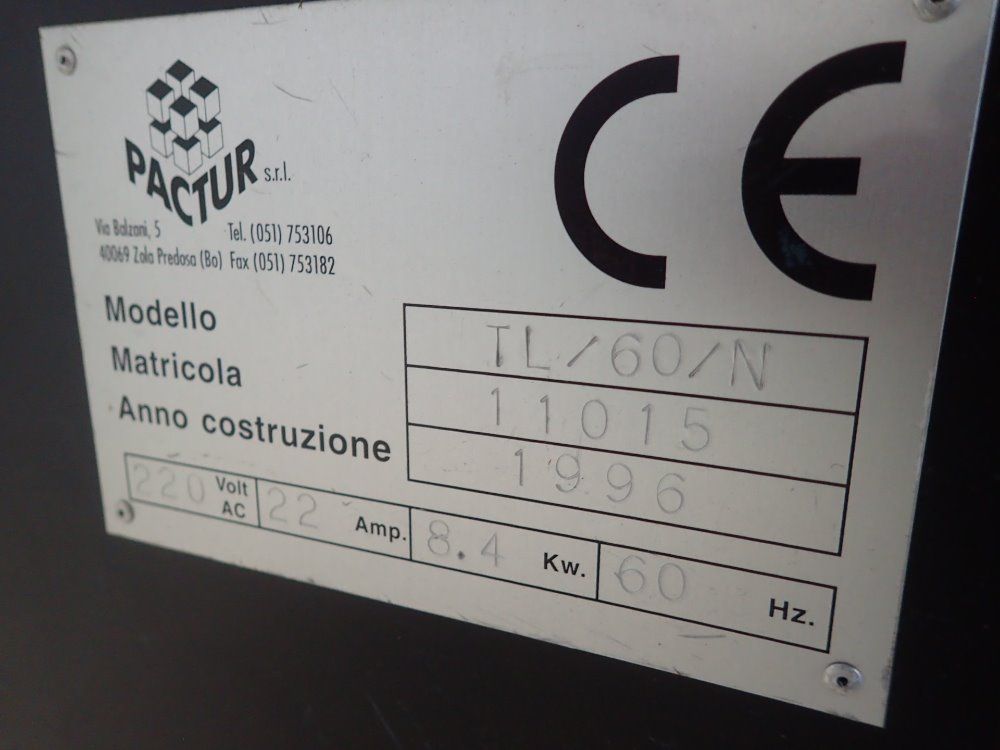 PACTUR s.r.l.
Via Balzani, 5 Tel. (051) 753106
40069 Zola Predosa (Bo) Fax (051) 753182
CE
Modello TL/60/N
Matricola 11015
Anno costruzione 1996
220 Volt AC 22 Amp. 8.4 Kw. 60 Hz.